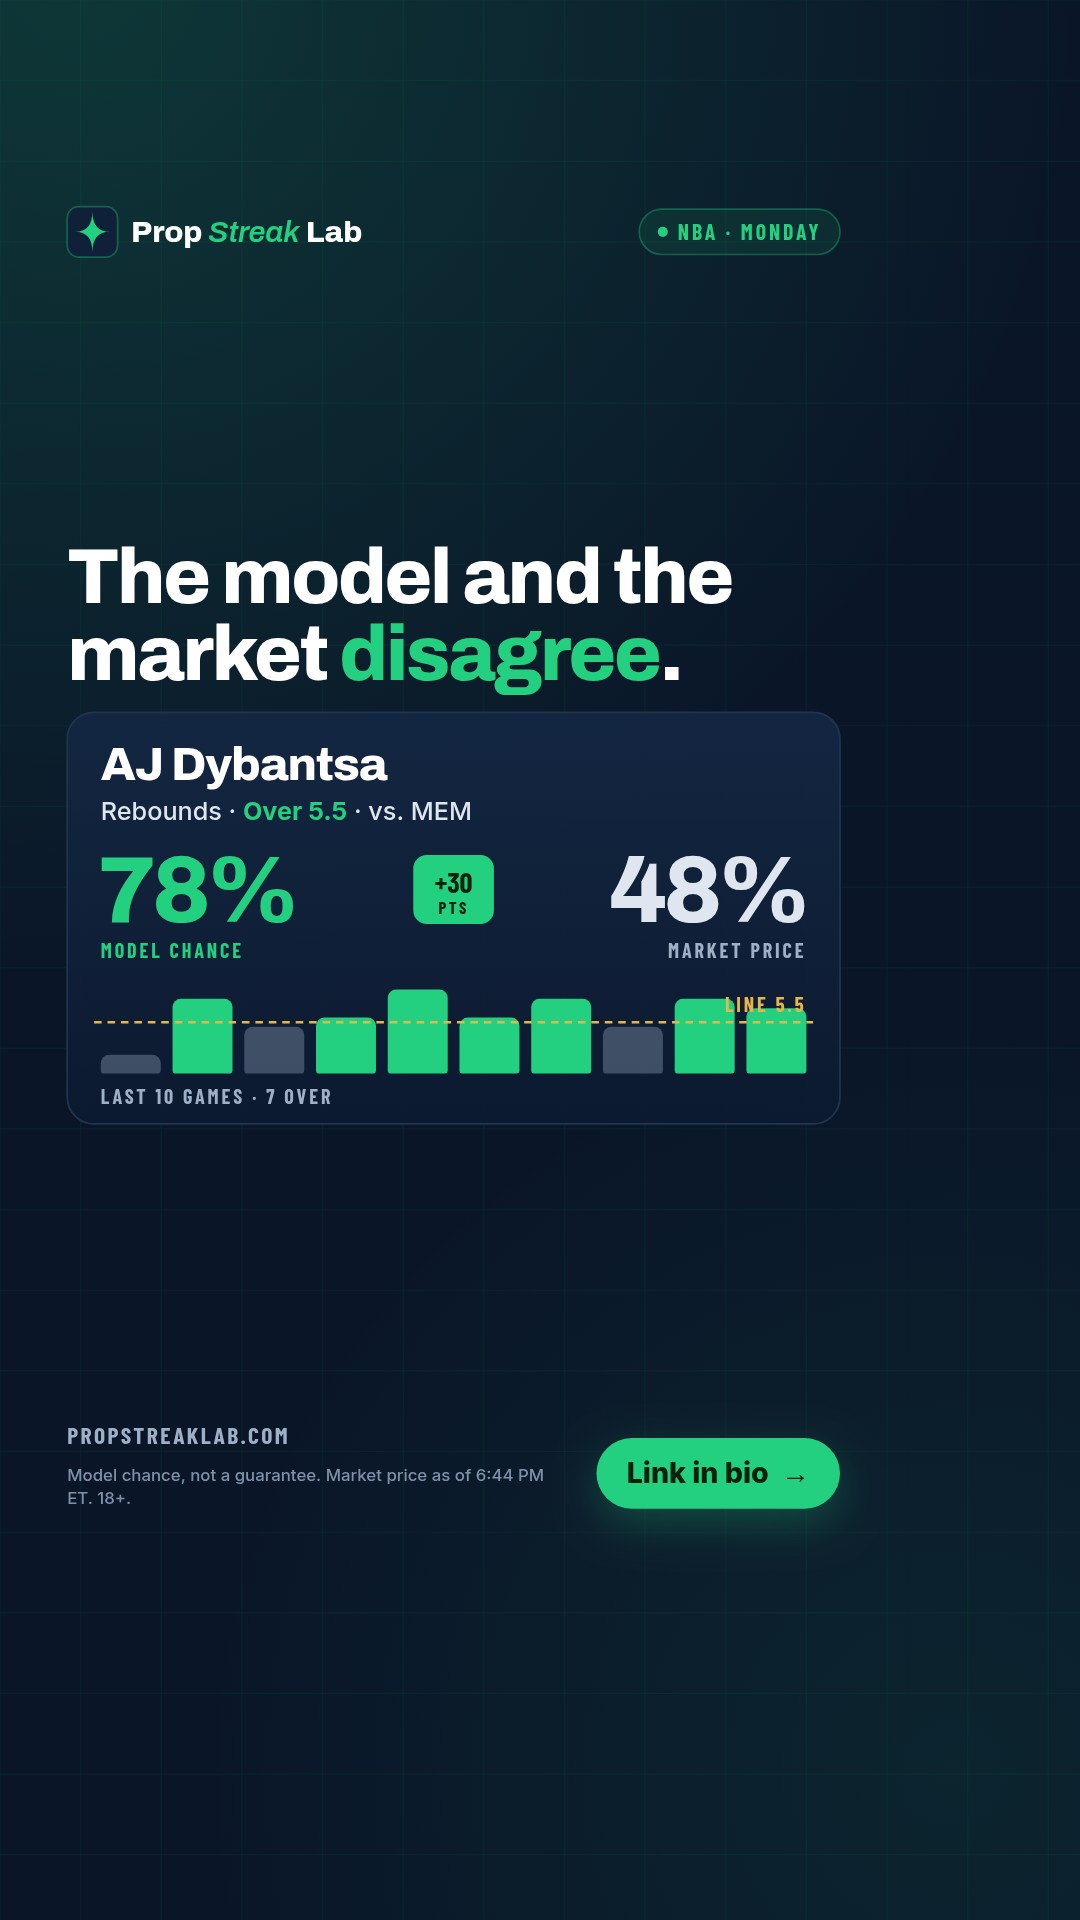 Prop Streak Lab
NBA · MONDAY
The model and the
market disagree.
AJ Dybantsa
Rebounds · Over 5.5 · vs. MEM
78%
+30
PTS
48%
MODEL CHANCE
MARKET PRICE
LINE 5.5
LAST 10 GAMES · 7 OVER
PROPSTREAKLAB.COM
Model chance, not a guarantee. Market price as of 6:44 PM
ET. 18+.
Link in bio →